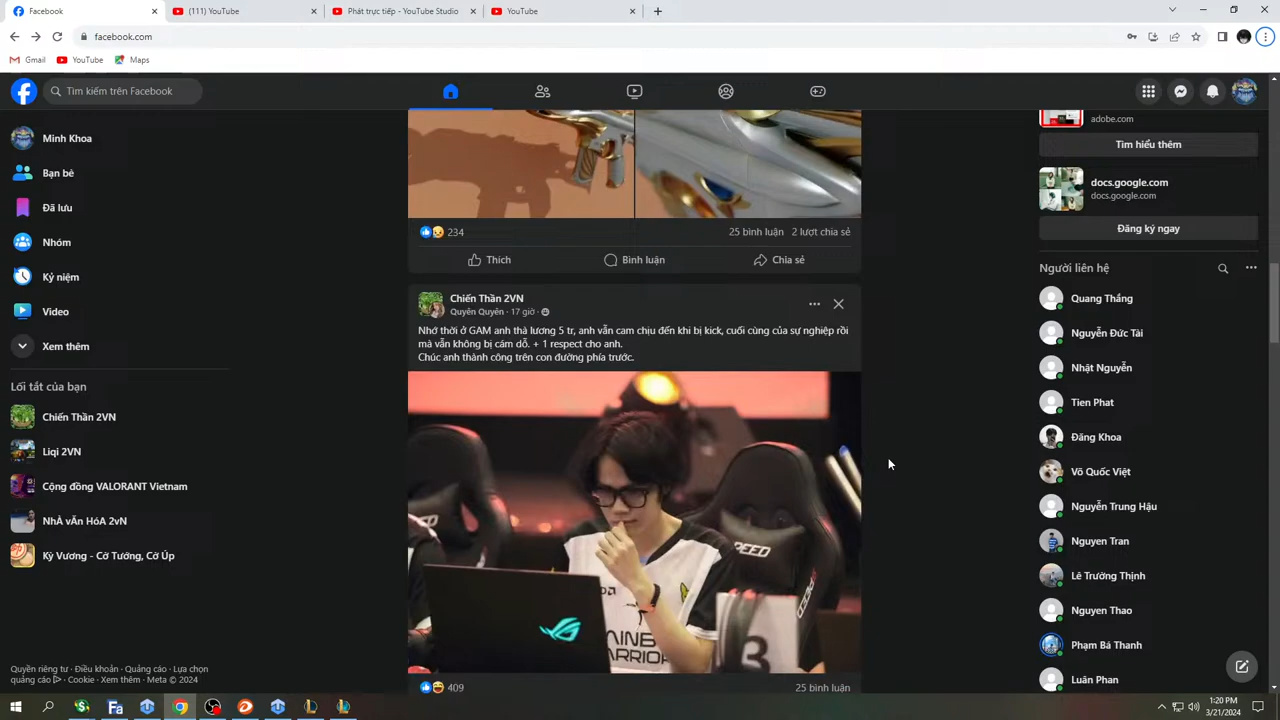 Facebook
(111) YouTube
Phát trực tiếp - YouTube Studio
YouTube
facebook.com
Gmail
YouTube
Maps
Tìm kiếm trên Facebook
Minh Khoa
Bạn bè
Đã lưu
Nhóm
Kỷ niệm
Video
Xem thêm
Lối tắt của bạn
Chiến Thần 2VN
Liqi 2VN
Cộng đồng VALORANT Vietnam
NhÀ vẪn HóA 2vN
Kỳ Vương - Cờ Tướng, Cờ Úp
Quyền riêng tư · Điều khoản · Quảng cáo · Lựa chọn
quảng cáo · Cookie · Xem thêm · Meta © 2024
234
25 bình luận 2 lượt chia sẻ
Thích
Bình luận
Chia sẻ
Chiến Thần 2VN
Quyên Quyên · 17 giờ ·
Nhớ thời ở GAM anh thà lương 5 tr, anh vẫn cam chịu đến khi bị kick, cuối cùng của sự nghiệp rồi
mà vẫn không bị cám dỗ. + 1 respect cho anh.
Chúc anh thành công trên con đường phía trước.
409
25 bình luận
adobe.com
Tìm hiểu thêm
docs.google.com
docs.google.com
Đăng ký ngay
Người liên hệ
Quang Thắng
Nguyễn Đức Tài
Nhật Nguyễn
Tien Phat
Đăng Khoa
Võ Quốc Việt
Nguyễn Trung Hậu
Nguyen Tran
Lê Trường Thịnh
Nguyen Thao
Phạm Bá Thanh
Luân Phan
1:20 PM
3/21/2024